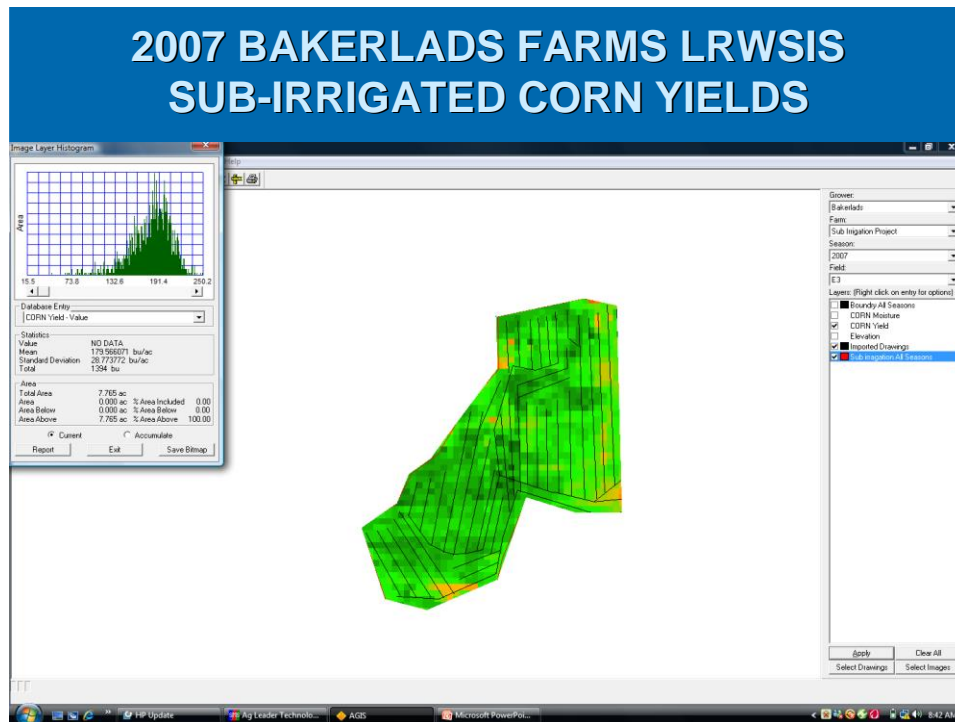 2007 BAKERLADS FARMS LRWSIS
SUB-IRRIGATED CORN YIELDS
Image Layer Histogram
Help
Area
15.5 73.6 132.6 191.4 250.2
Database Entry
CORN Yield - Value
Statistics
Value NO DATA
Mean 179.566071 bu/ac
Standard Deviation 28.773772 bu/ac
Total 1394 bu
Area
Total Area 7.765 ac
Area 0.000 ac % Area Included 0.00
Area Below 0.000 ac % Area Below 0.00
Area Above 7.765 ac % Area Above 100.00
Current Accumulate
Report Exit Save Bitmap
Grower:
Bakerlads
Farm:
Sub Irrigation Project
Season:
2007
Field:
E3
Layers: (Right click on entry for options)
Boundry All Seasons
CORN Moisture
CORN Yield
Elevation
Imported Drawings
Sub irragation All Seasons
Apply Clear All
Select Drawings Select Images
HP Update Ag Leader Technolo... AGIS Microsoft PowerPoi... 8:42 AM